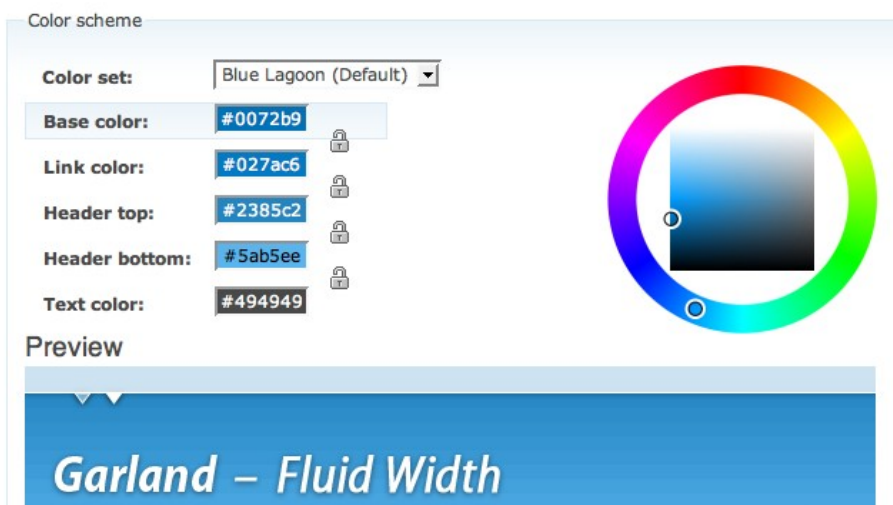 Color scheme
Color set: Blue Lagoon (Default)
Base color: #0072b9
Link color: #027ac6
Header top: #2385c2
Header bottom: #5ab5ee
Text color: #494949
Preview
Garland – Fluid Width